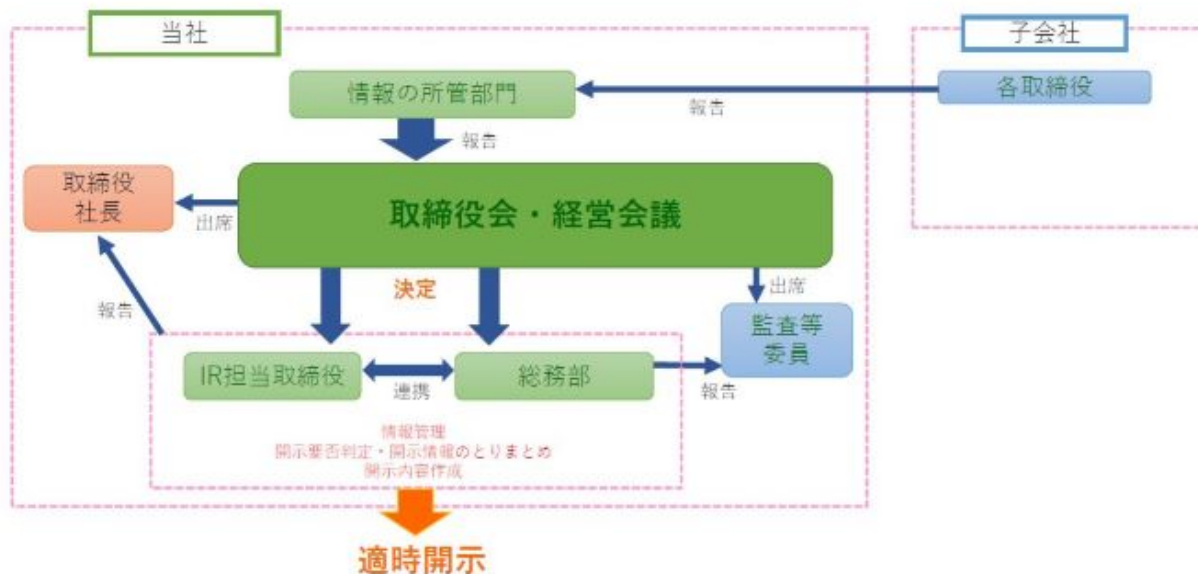 当社
子会社
情報の所管部門
各取締役
報告
報告
取締役
社長
出席
取締役会・経営会議
決定
出席
報告
監査等
委員
IR担当取締役
連携
総務部
報告
情報管理
開示要否判定・開示情報のとりまとめ
開示内容作成
適時開示